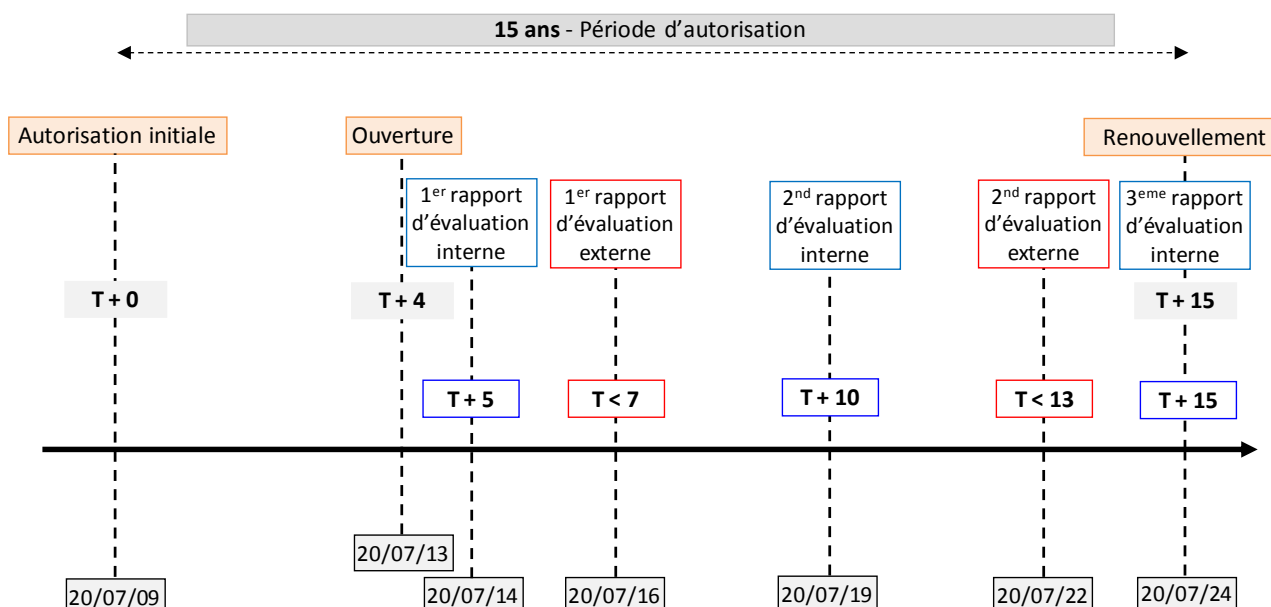 15 ans - Période d'autorisation
Autorisation initiale
Ouverture
Renouvellement
1er rapport
d'évaluation
interne
1er rapport
d'évaluation
externe
2nd rapport
d'évaluation
interne
2nd rapport
d'évaluation
externe
3eme rapport
d'évaluation
interne
T + 0
T + 4
T + 15
T + 5
T < 7
T + 10
T < 13
T + 15
20/07/13
20/07/09
20/07/14
20/07/16
20/07/19
20/07/22
20/07/24